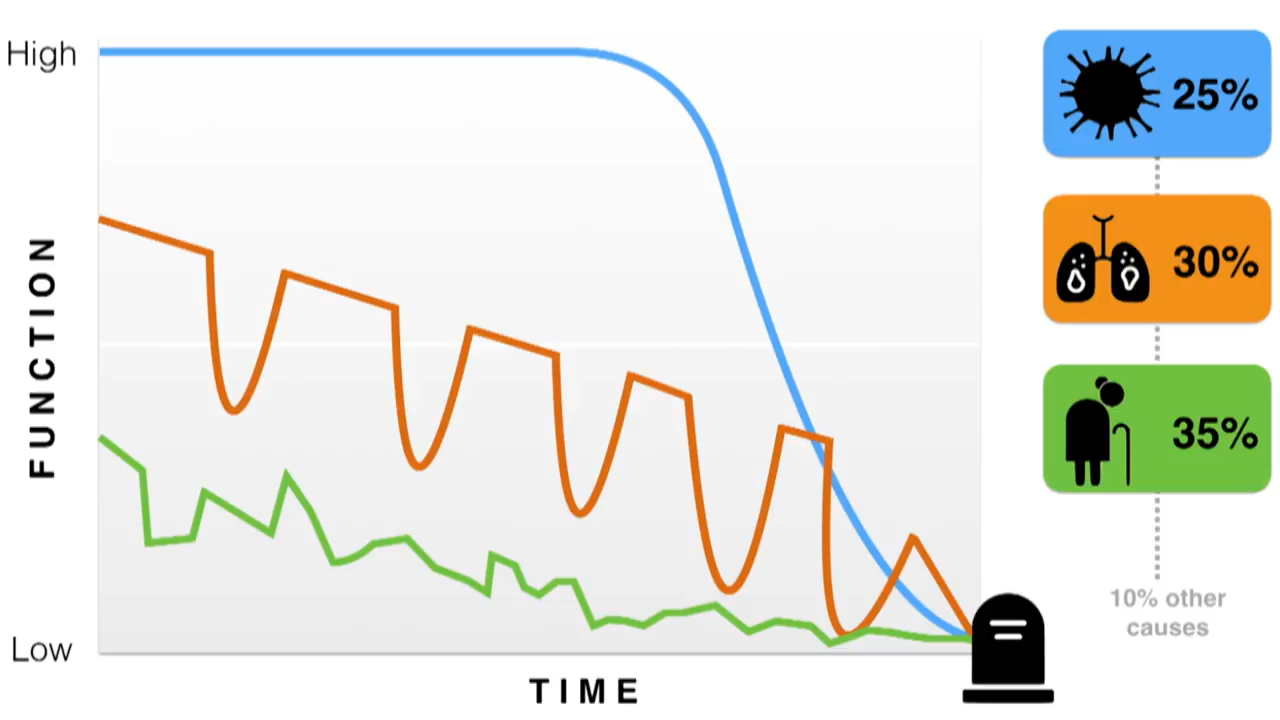 High
FUNCTION
Low
TIME
25%
30%
35%
10% other
causes